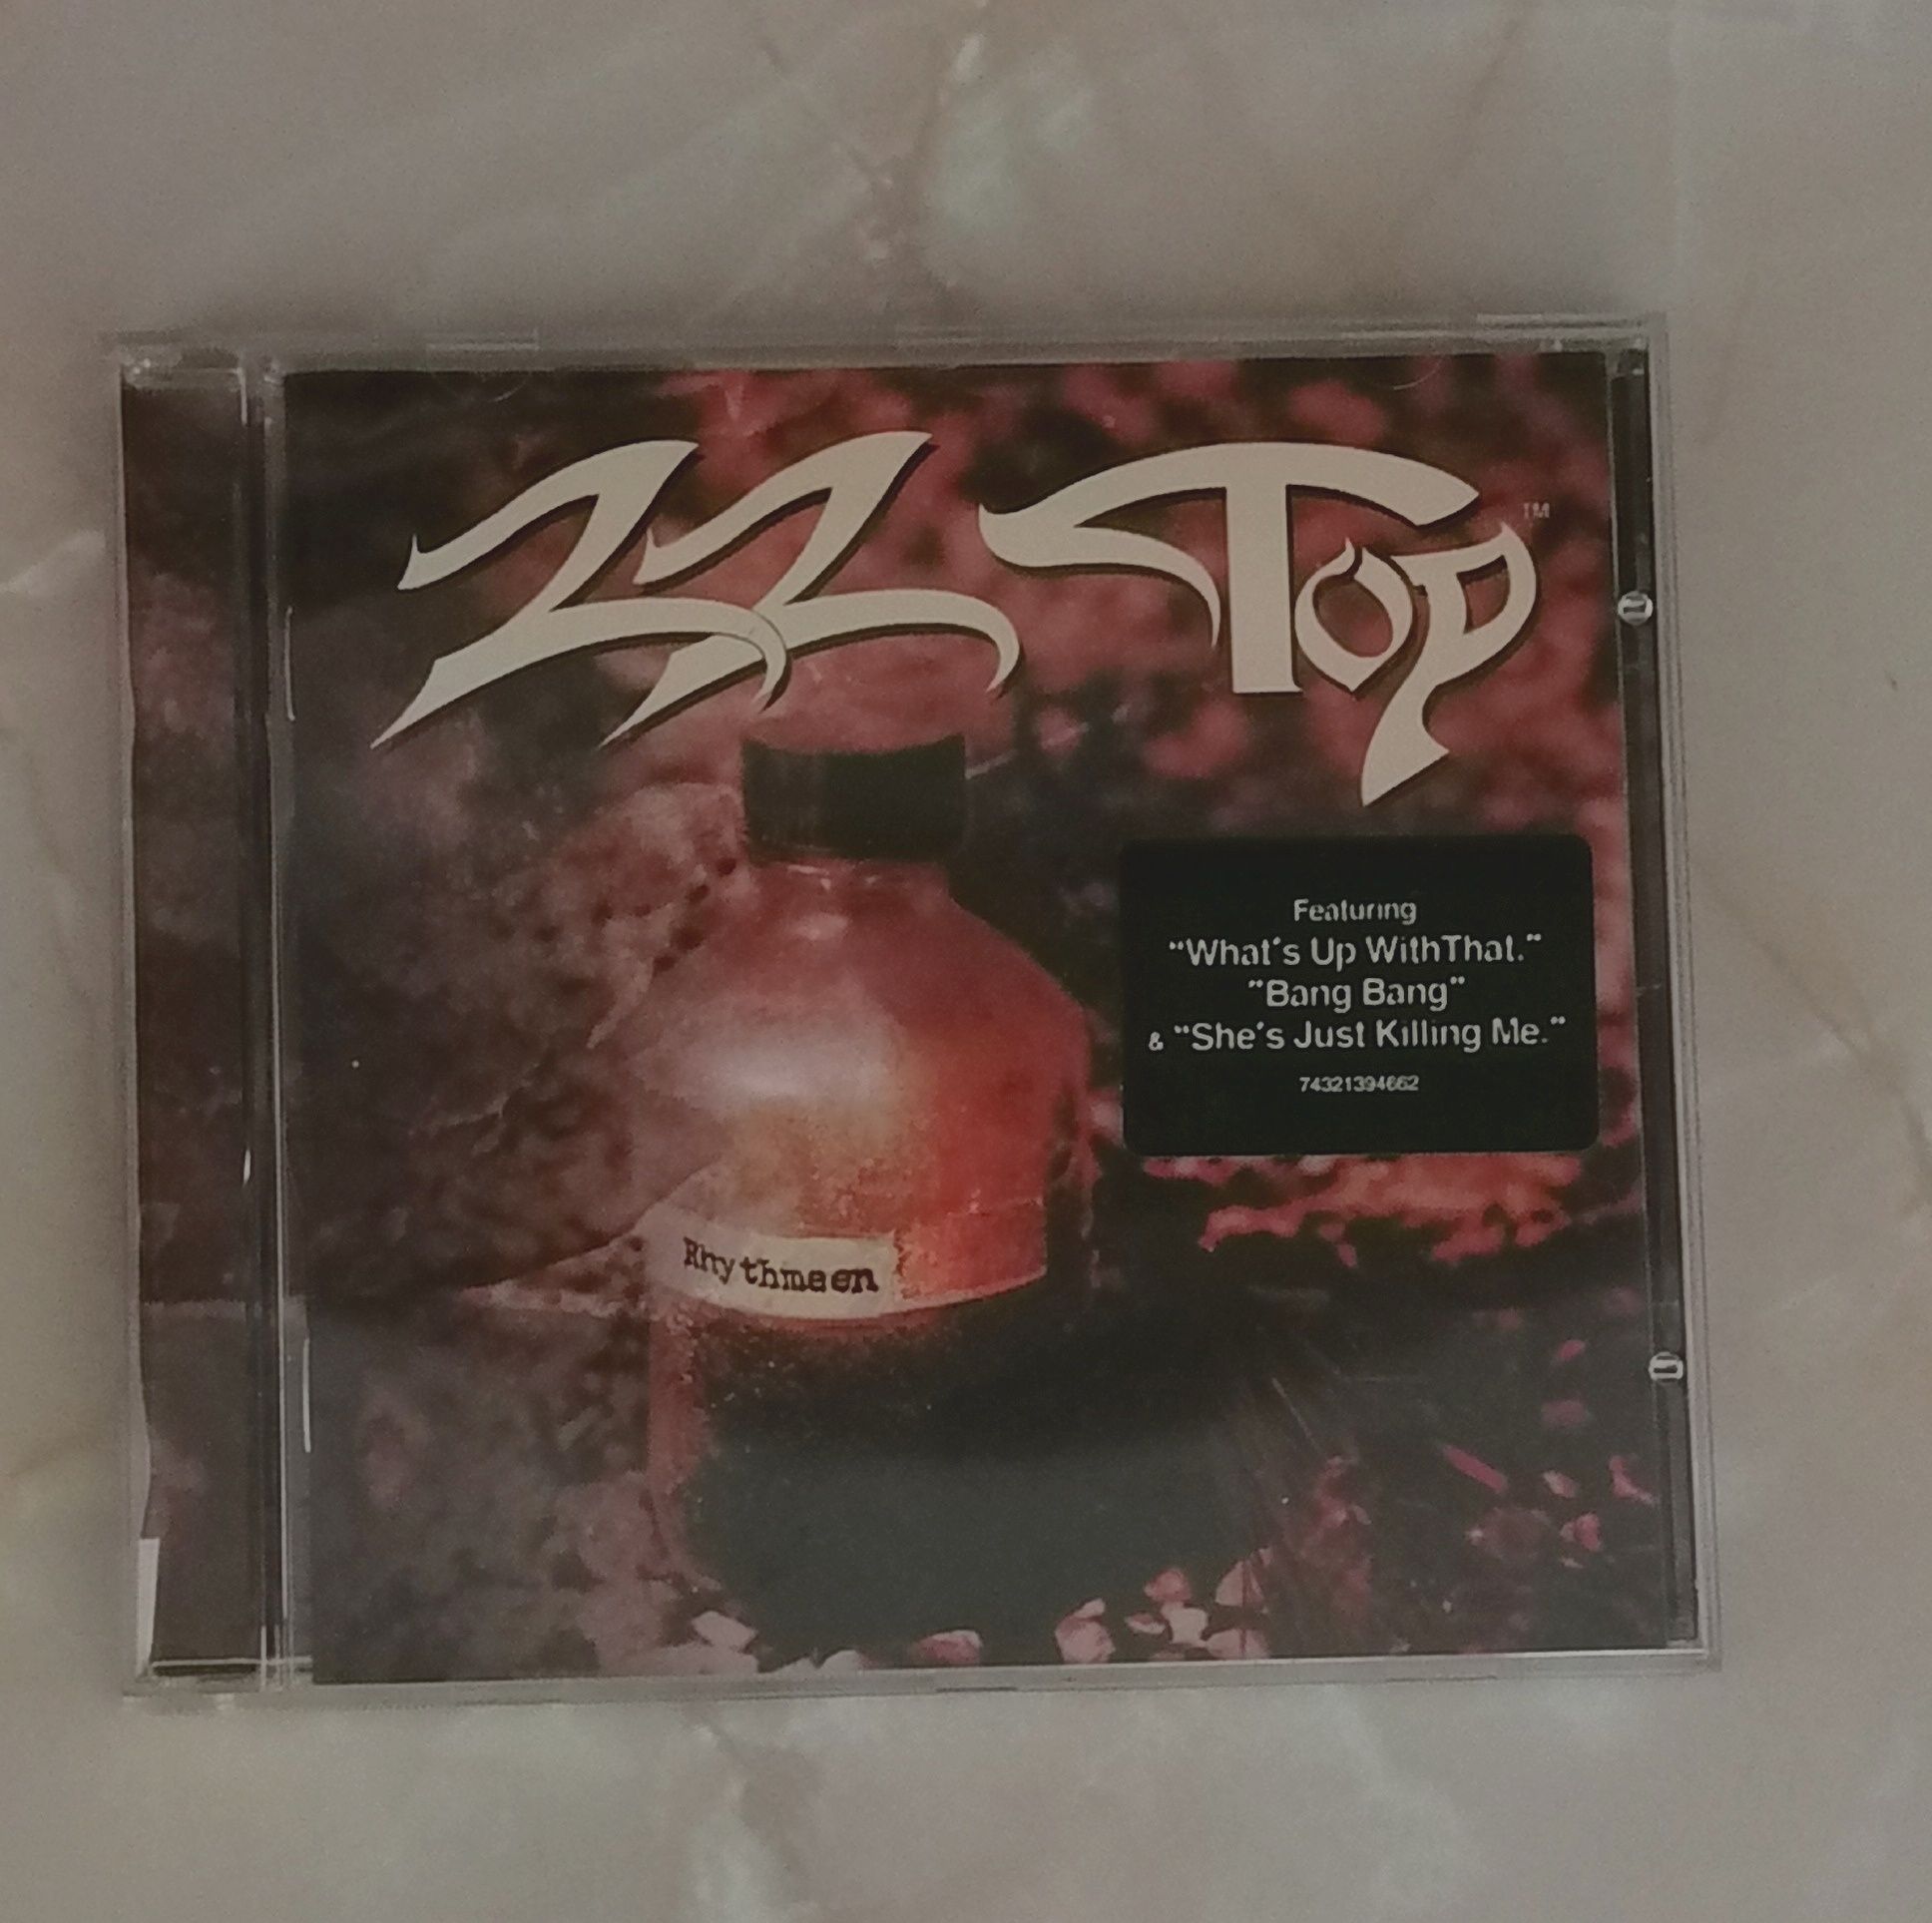 ZZ Top™
Featuring
"What's Up WithThat."
"Bang Bang"
& "She's Just Killing Me."
74321394662
Rhythmeen